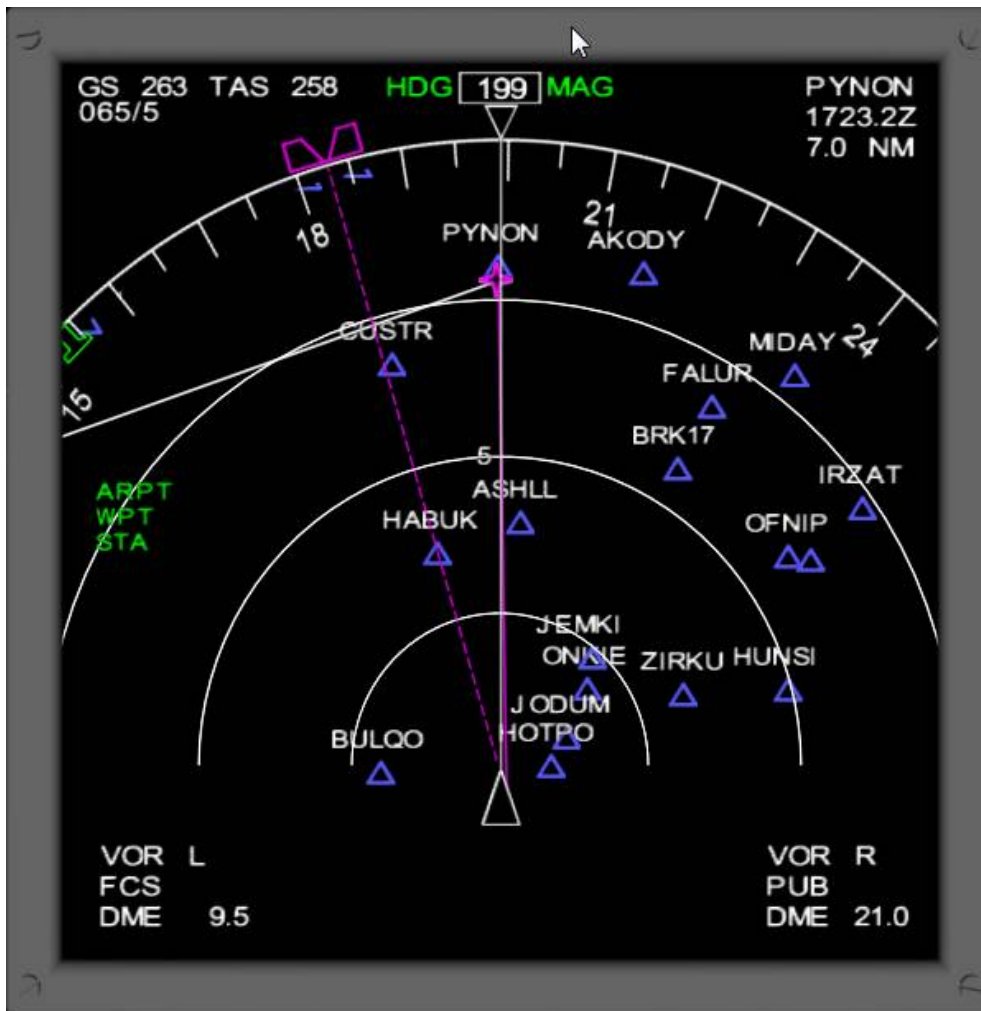 GS 263 TAS 258 HDG 199 MAG PYNON
065/5 1723.2Z
7.0 NM
21
18
PYNON AKODY
CUSTR MIDAY 24
FALUR
15
BRK17
5
IRZAT
ASHLL
ARPT
HABUK OFNIP
WPT
STA
JEMKI
ONKIE ZIRKU HUNSI
JODUM
HOTPO
BULQO
VOR L VOR R
FCS PUB
DME 9.5 DME 21.0